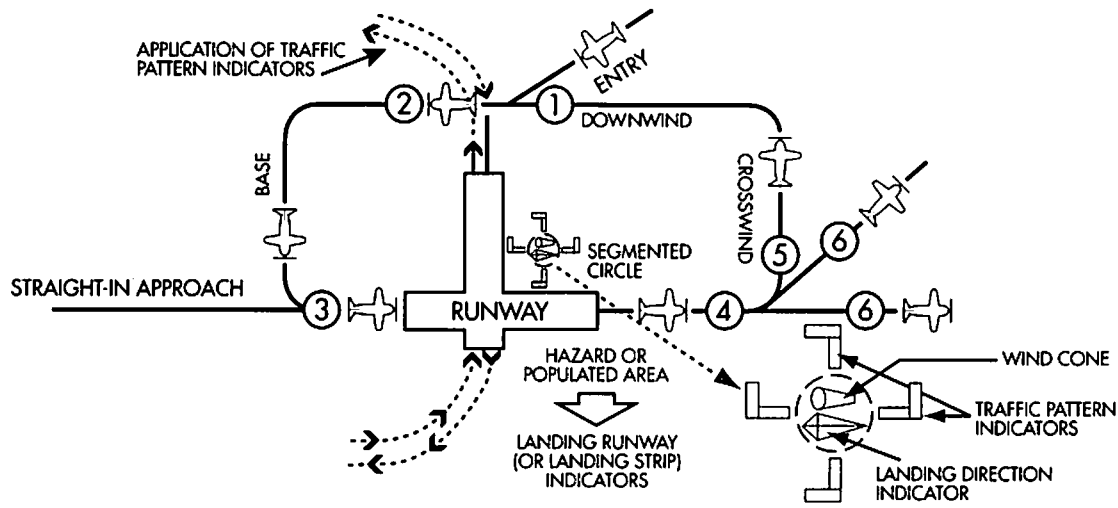 APPLICATION OF TRAFFIC
PATTERN INDICATORS
ENTRY
2
1
DOWNWIND
BASE
CROSSWIND
SEGMENTED
CIRCLE
5
6
STRAIGHT-IN APPROACH
3
RUNWAY
4
6
HAZARD OR
POPULATED AREA
WIND CONE
TRAFFIC PATTERN
INDICATORS
LANDING RUNWAY
(OR LANDING STRIP)
INDICATORS
LANDING DIRECTION
INDICATOR